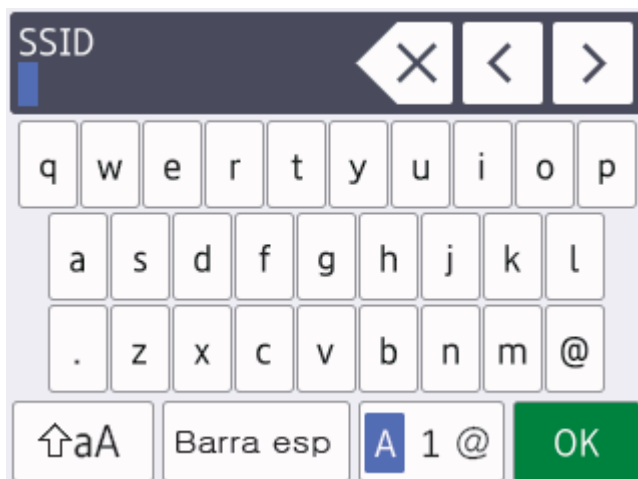 SSID
q w e r t y u i o p
a s d f g h j k l
. z x c v b n m @
⇧aA Barra esp A 1 @ OK